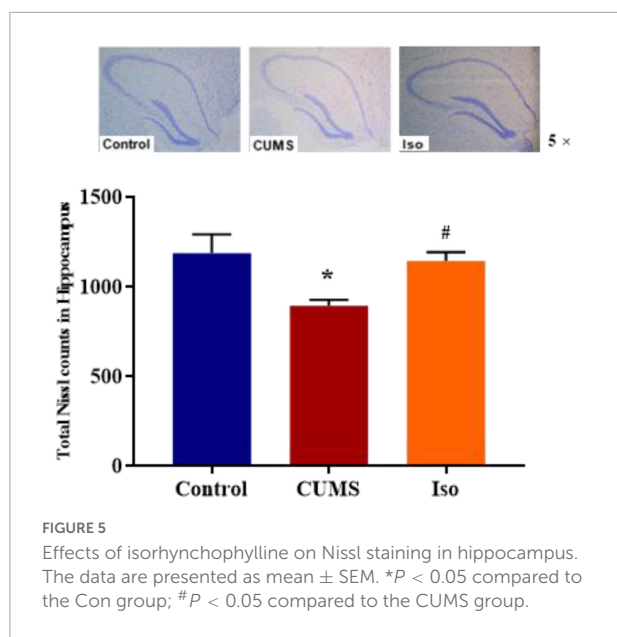 Control
CUMS
Iso
5 ×
Total Nissl counts in Hippocampus
1500
1000
500
0
*
#
Control
CUMS
Iso
FIGURE 5
Effects of isorhynchophylline on Nissl staining in hippocampus.
The data are presented as mean ± SEM. *P < 0.05 compared to
the Con group; #P < 0.05 compared to the CUMS group.